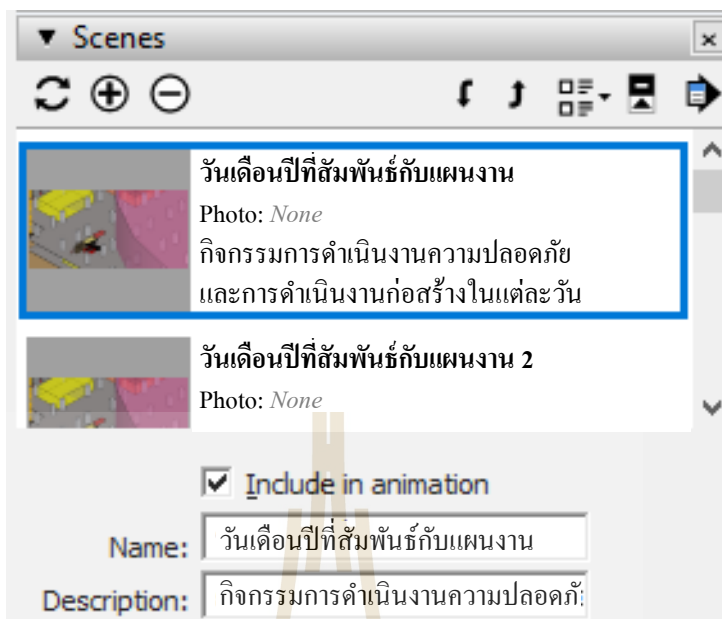 Scenes
วันเดือนปีที่สัมพันธ์กับแผนงาน
Photo: None
กิจกรรมการดำเนินงานความปลอดภัย
และการดำเนินงานก่อสร้างในแต่ละวัน
วันเดือนปีที่สัมพันธ์กับแผนงาน 2
Photo: None
Include in animation
Name: วันเดือนปีที่สัมพันธ์กับแผนงาน
Description: กิจกรรมการดำเนินงานความปลอดภั